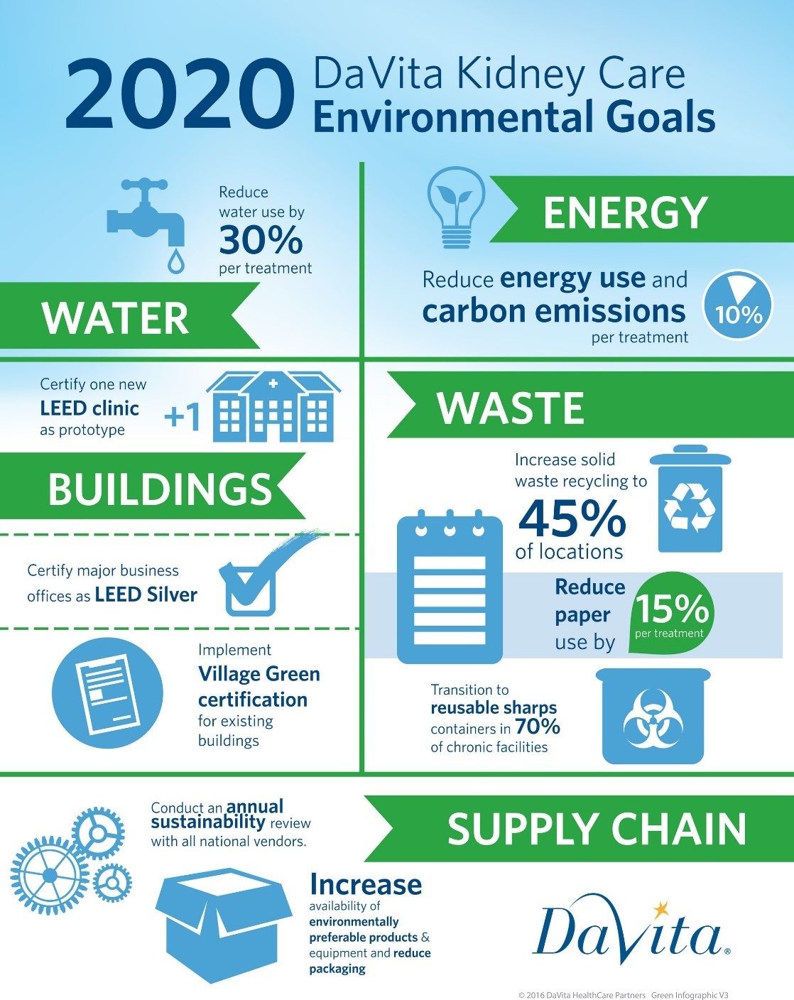 2020
DaVita Kidney Care
Environmental Goals
Reduce
water use by
30%
per treatment
WATER
ENERGY
Reduce energy use and
carbon emissions
per treatment
10%
Certify one new
LEED clinic
as prototype
+1
BUILDINGS
Certify major business
offices as LEED Silver
Implement
Village Green
certification
for existing
buildings
WASTE
Increase solid
waste recycling to
45%
of locations
Reduce
paper
use by
15%
per treatment
Transition to
reusable sharps
containers in 70%
of chronic facilities
Conduct an annual
sustainability review
with all national vendors.
SUPPLY CHAIN
Increase
availability of
environmentally
preferable products &
equipment and reduce
packaging
DaVita®
© 2016 DaVita HealthCare Partners Green Infographic V3